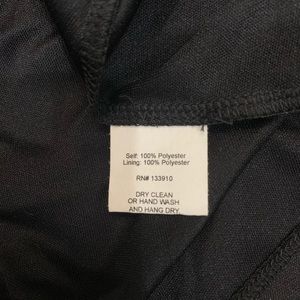 Self: 100% Polyester
Lining: 100% Polyester
RN# 133910
DRY CLEAN
OR HAND WASH
AND HANG DRY.